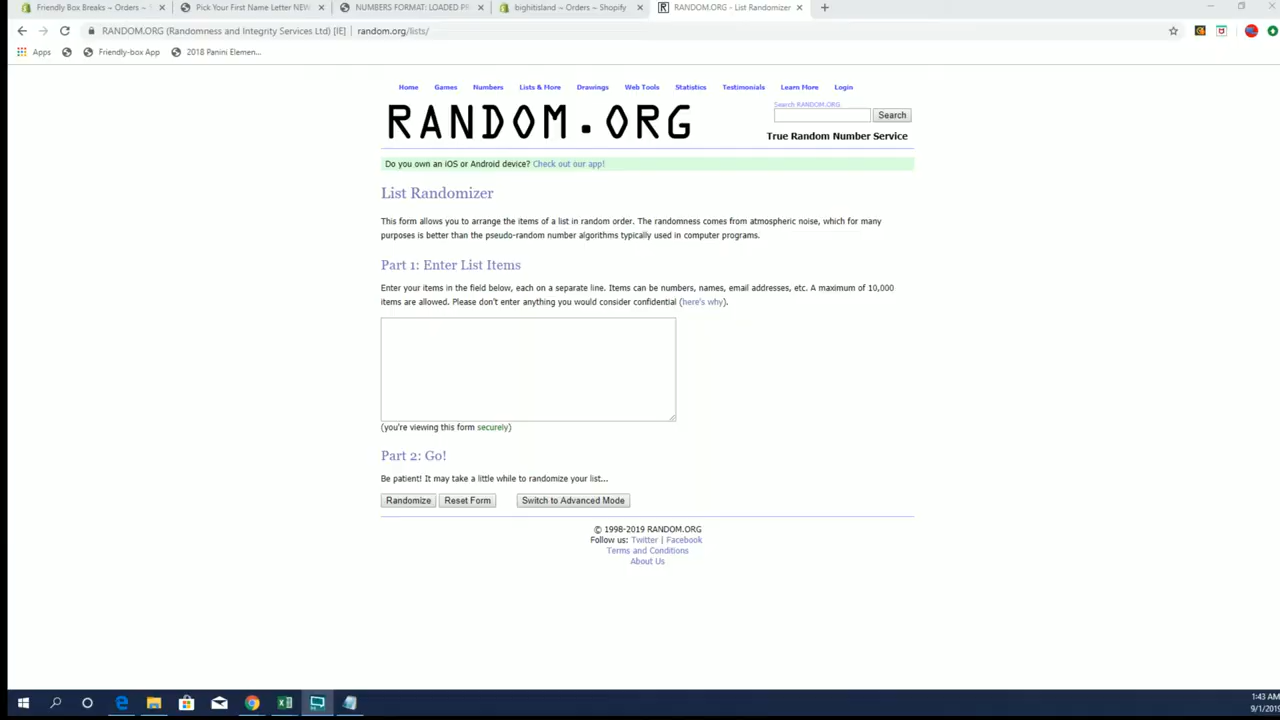 Friendly Box Breaks ~ Orders ~ S
Pick Your First Name Letter NEW
NUMBERS FORMAT: LOADED PR
bighitisland ~ Orders ~ Shopify
RANDOM.ORG - List Randomizer
RANDOM.ORG (Randomness and Integrity Services Ltd) [IE] | random.org/lists/
Apps Friendly-box App 2018 Panini Elemen...
Home Games Numbers Lists & More Drawings Web Tools Statistics Testimonials Learn More Login
RANDOM.ORG
Search RANDOM.ORG
Search
True Random Number Service
Do you own an iOS or Android device? Check out our app!
List Randomizer
This form allows you to arrange the items of a list in random order. The randomness comes from atmospheric noise, which for many
purposes is better than the pseudo-random number algorithms typically used in computer programs.
Part 1: Enter List Items
Enter your items in the field below, each on a separate line. Items can be numbers, names, email addresses, etc. A maximum of 10,000
items are allowed. Please don't enter anything you would consider confidential (here's why).
(you're viewing this form securely)
Part 2: Go!
Be patient! It may take a little while to randomize your list...
Randomize Reset Form Switch to Advanced Mode
© 1998-2019 RANDOM.ORG
Follow us: Twitter | Facebook
Terms and Conditions
About Us
1:43 AM
9/1/2019